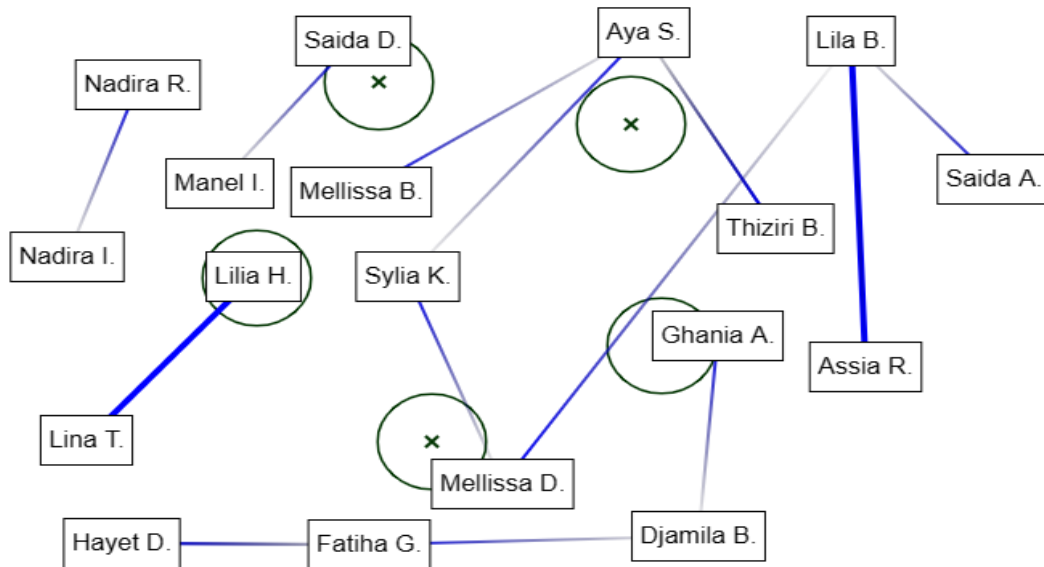 Saida D.
Aya S.
Lila B.
Nadira R.
Manel I.
Mellissa B.
Saida A.
Thiziri B.
Nadira I.
Lilia H.
Sylia K.
Ghania A.
Assia R.
Lina T.
Mellissa D.
Hayet D.
Fatiha G.
Djamila B.